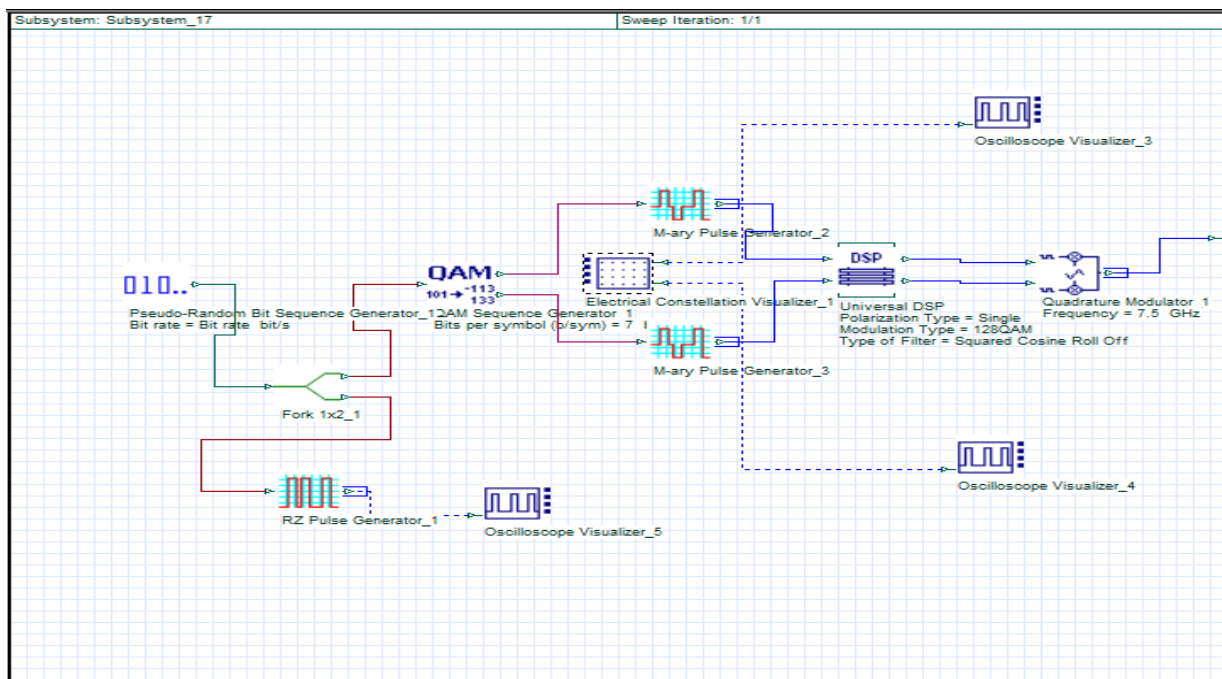 Subsystem: Subsystem_17
Sweep Iteration: 1/1
Oscilloscope Visualizer_3
M-ary Pulse Generator_2
DSP
QAM
101→ -113
133
010..
Electrical Constellation Visualizer_1
Universal DSP
Polarization Type = Single
Modulation Type = 128QAM
Type of Filter = Squared Cosine Roll Off
Quadrature Modulator_1
Frequency = 7.5 GHz
Pseudo-Random Bit Sequence Generator_1
Bit rate = Bit rate bit/s
QAM Sequence Generator_1
Bits per symbol (b/sym) = 7
M-ary Pulse Generator_3
Fork 1x2_1
Oscilloscope Visualizer_4
RZ Pulse Generator_1
Oscilloscope Visualizer_5